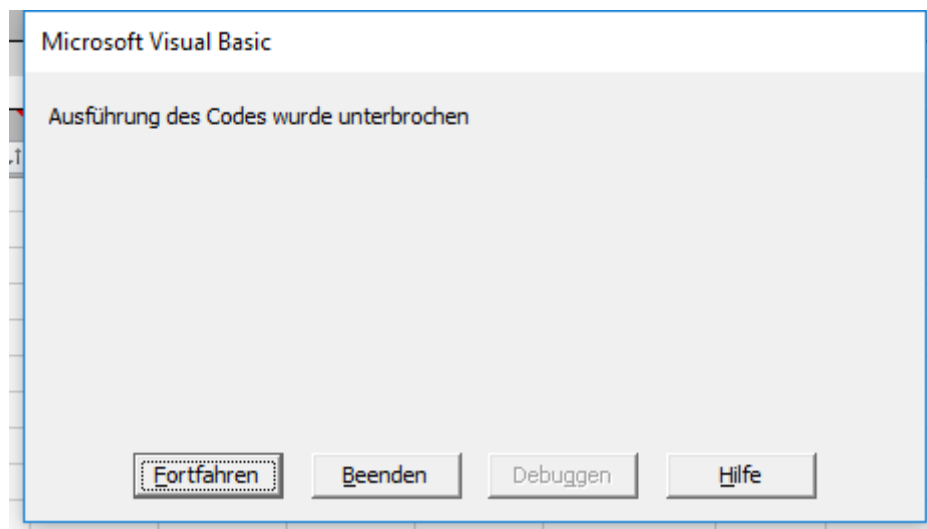 Microsoft Visual Basic
Ausführung des Codes wurde unterbrochen
Fortfahren Beenden Debuggen Hilfe